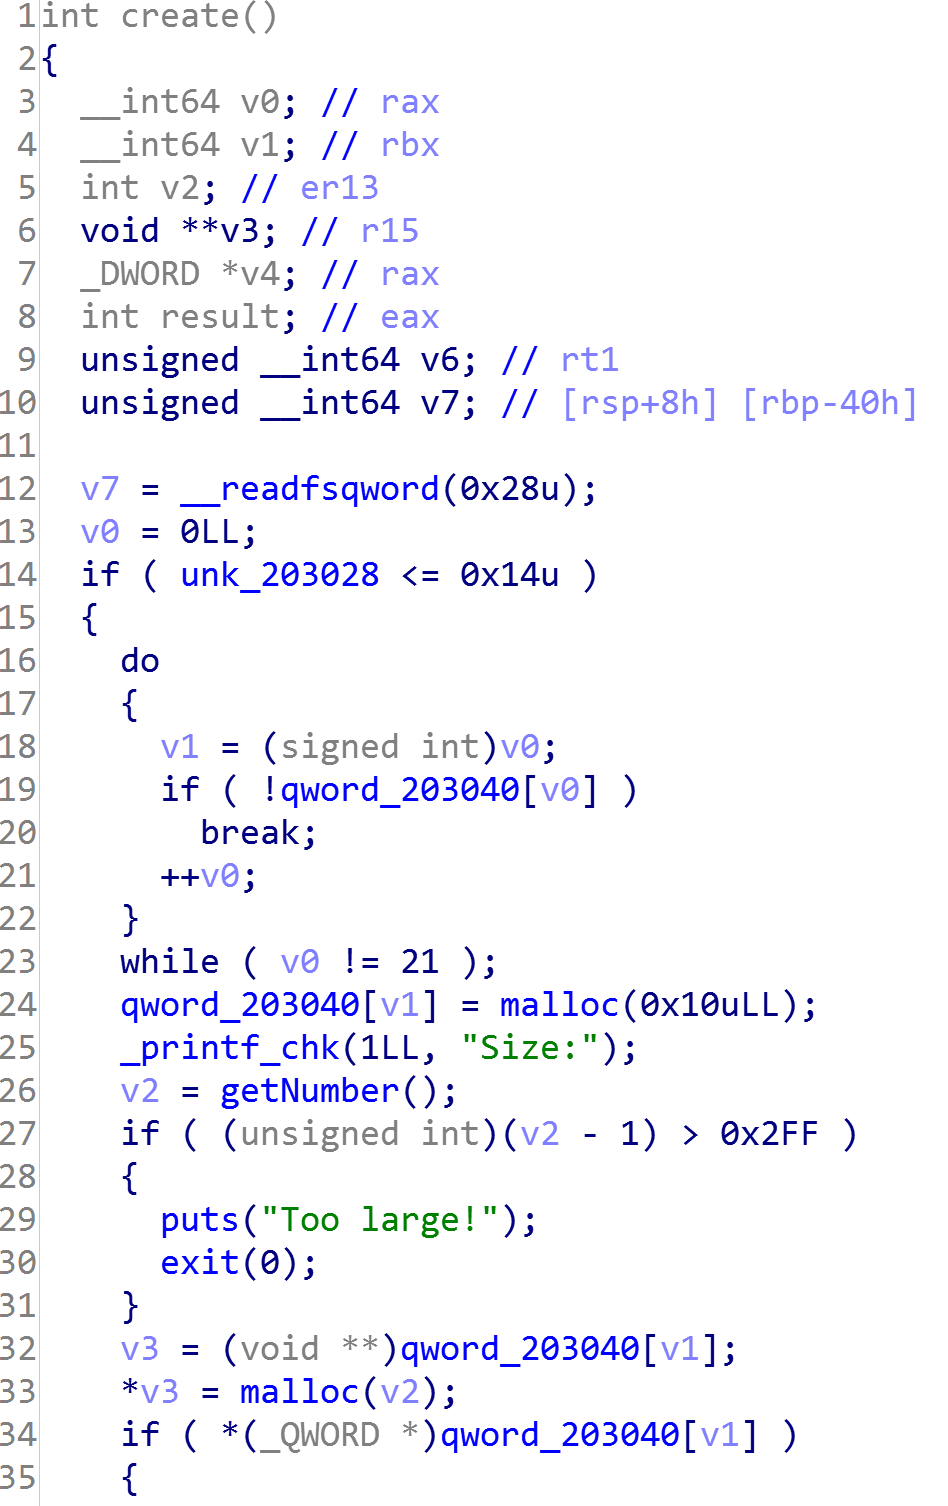 1 int create()
2 {
3   __int64 v0; // rax
4   __int64 v1; // rbx
5   int v2; // er13
6   void **v3; // r15
7   _DWORD *v4; // rax
8   int result; // eax
9   unsigned __int64 v6; // rt1
10   unsigned __int64 v7; // [rsp+8h] [rbp-40h]
11
12   v7 = __readfsqword(0x28u);
13   v0 = 0LL;
14   if ( unk_203028 <= 0x14u )
15   {
16     do
17     {
18       v1 = (signed int)v0;
19       if ( !qword_203040[v0] )
20         break;
21       ++v0;
22     }
23     while ( v0 != 21 );
24     qword_203040[v1] = malloc(0x10uLL);
25     _printf_chk(1LL, "Size:");
26     v2 = getNumber();
27     if ( (unsigned int)(v2 - 1) > 0x2FF )
28     {
29       puts("Too large!");
30       exit(0);
31     }
32     v3 = (void **)qword_203040[v1];
33     *v3 = malloc(v2);
34     if ( *(_QWORD *)qword_203040[v1] )
35     {